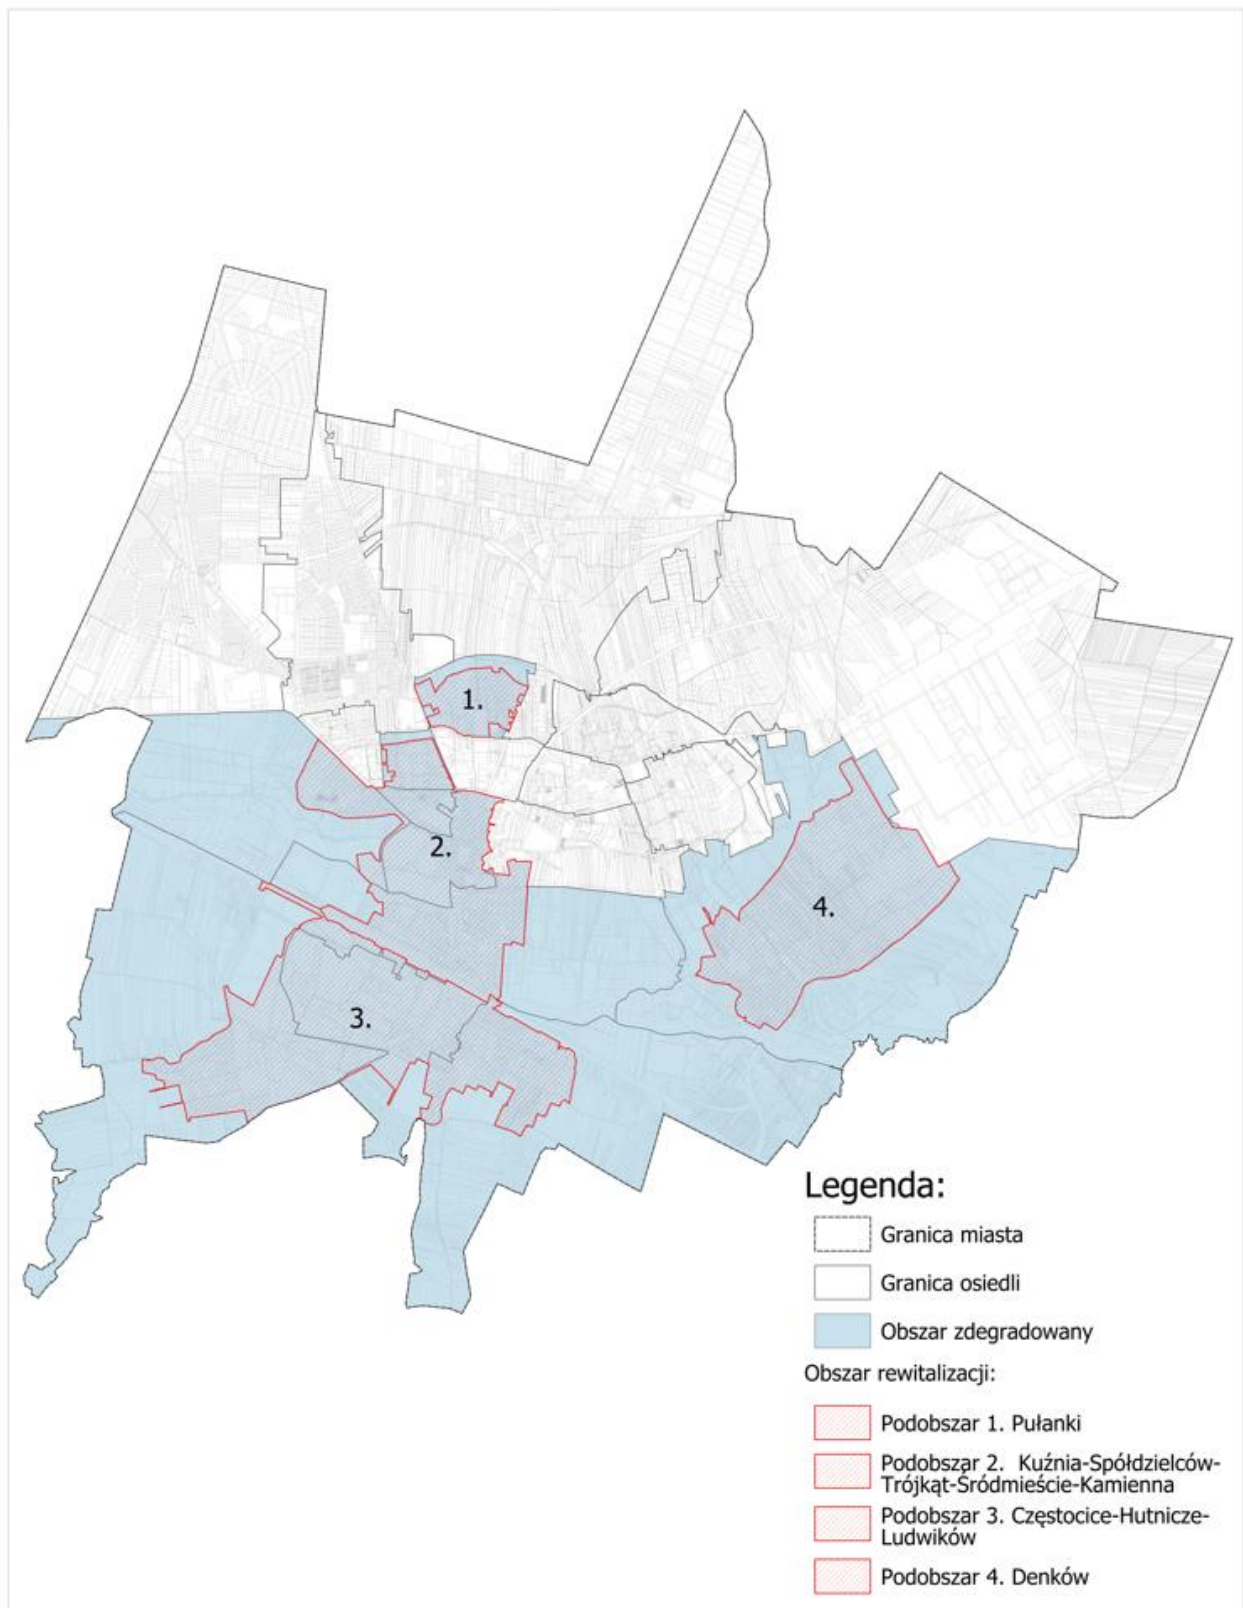 1.
2.
4.
3.
Legenda:
Granica miasta
Granica osiedli
Obszar zdegradowany
Obszar rewitalizacji:
Podobszar 1. Pułanki
Podobszar 2. Kuźnia-Spółdzielców-
Trójkąt-Śródmieście-Kamienna
Podobszar 3. Częstocice-Hutnicze-
Ludwików
Podobszar 4. Denków